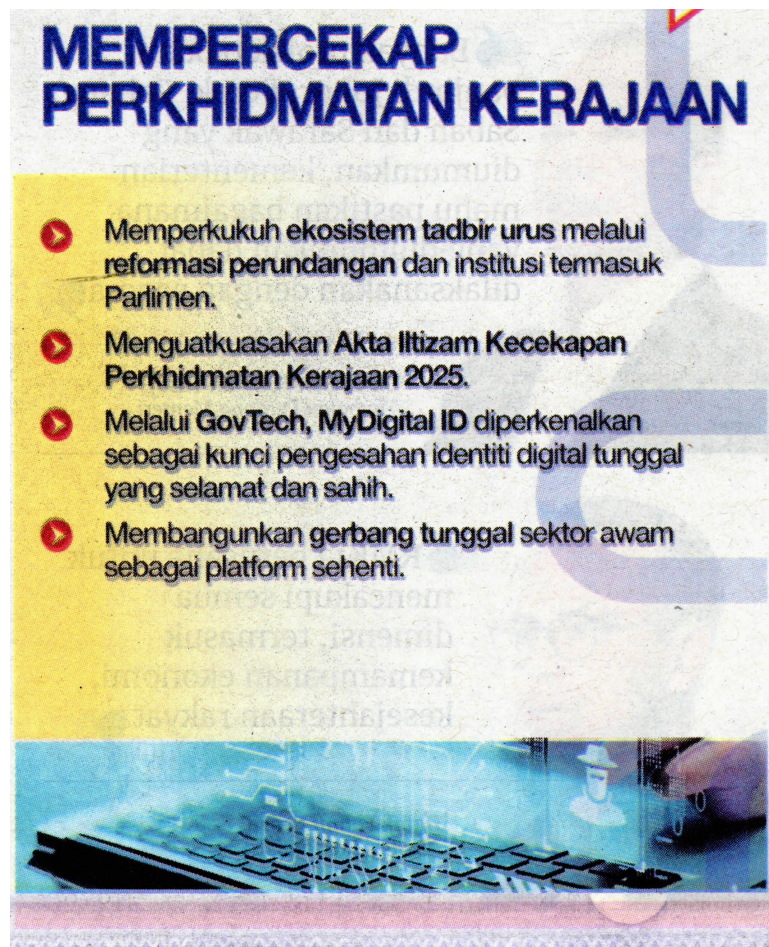 MEMPERCEKAP
PERKHIDMATAN KERAJAAN
Memperkukuh ekosistem tadbir urus melalui
reformasi perundangan dan institusi termasuk
Parlimen.
Menguatkuasakan Akta Iltizam Kecekapan
Perkhidmatan Kerajaan 2025.
Melalui GovTech, MyDigital ID diperkenalkan
sebagai kunci pengesahan identiti digital tunggal
yang selamat dan sahih.
Membangunkan gerbang tunggal sektor awam
sebagai platform sehenti.